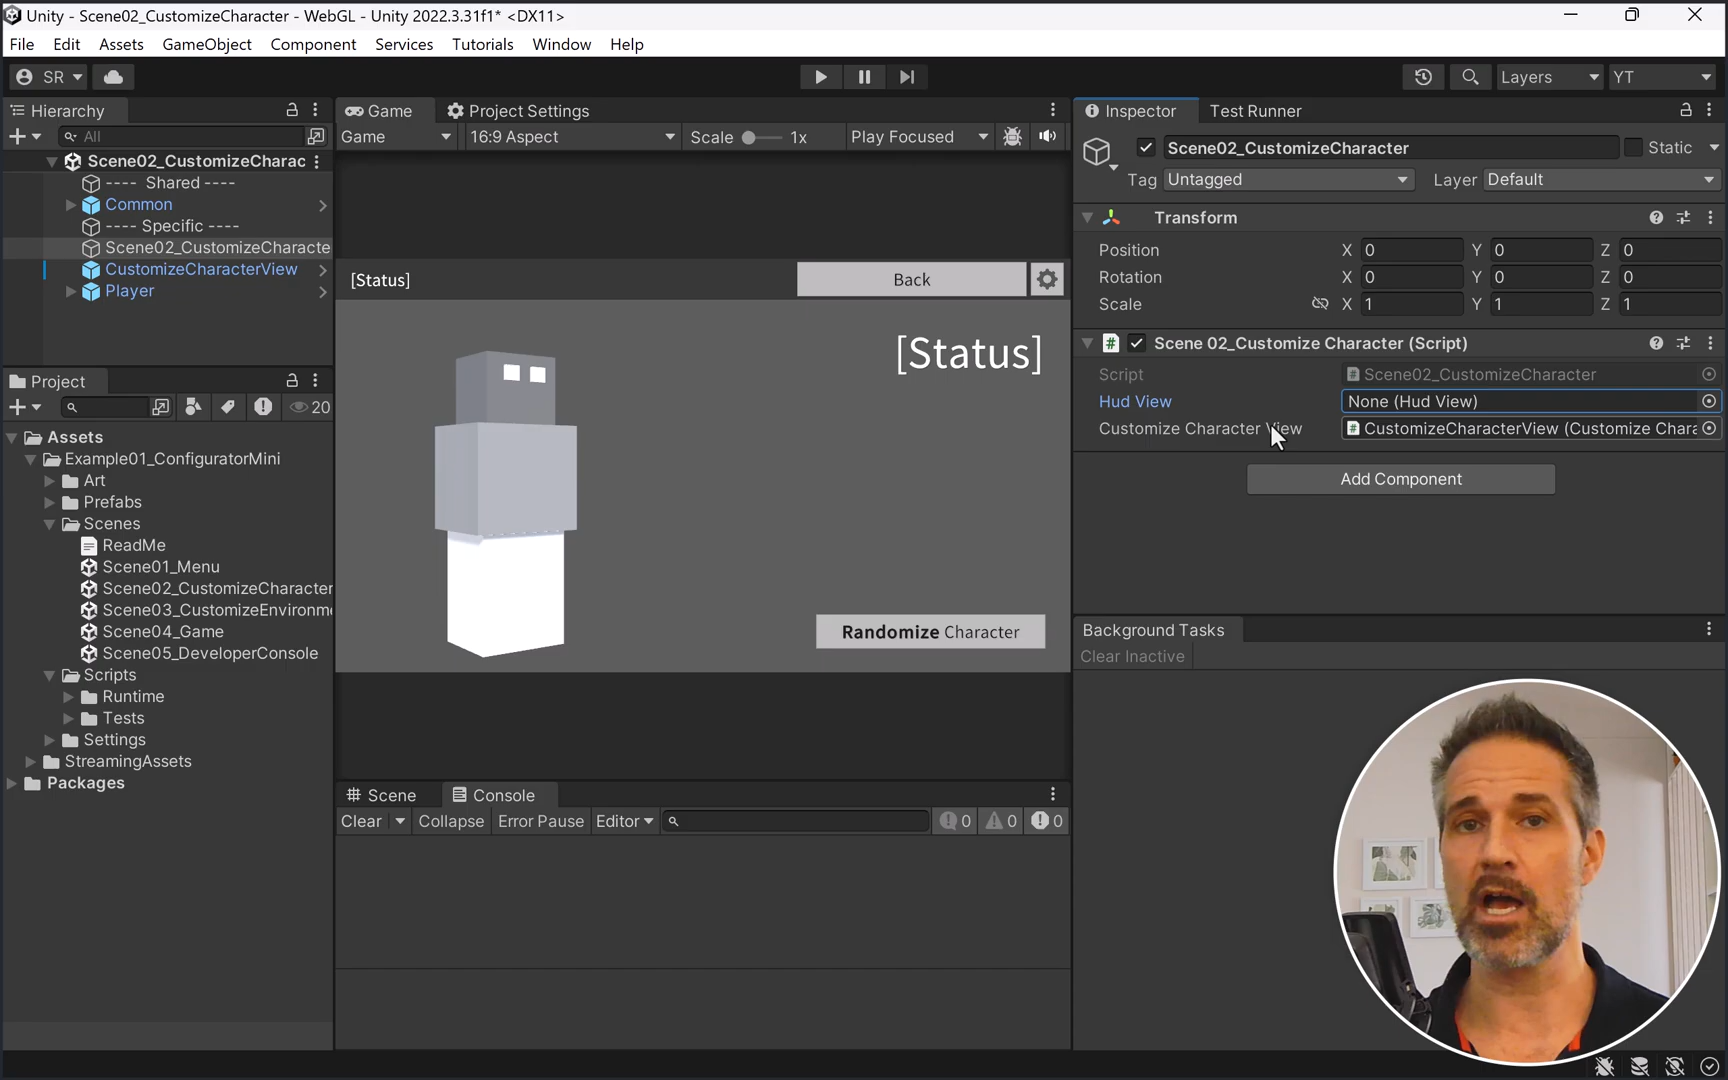 Unity - Scene02_CustomizeCharacter - WebGL - Unity 2022.3.31f1* <DX11>
File Edit Assets GameObject Component Services Tutorials Window Help
SR
Layers
YT
Hierarchy
All
Scene02_CustomizeCharac
---- Shared ----
Common
---- Specific ----
Scene02_CustomizeCharacte
CustomizeCharacterView
Player
Project
20
Assets
Example01_ConfiguratorMini
Art
Prefabs
Scenes
ReadMe
Scene01_Menu
Scene02_CustomizeCharacter
Scene03_CustomizeEnvironme
Scene04_Game
Scene05_DeveloperConsole
Scripts
Runtime
Tests
Settings
StreamingAssets
Packages
Game Project Settings
Game 16:9 Aspect Scale 1x Play Focused
[Status] Back
[Status]
Randomize Character
Scene Console
Clear Collapse Error Pause Editor 0 0 0
Inspector Test Runner
Scene02_CustomizeCharacter Static
Tag Untagged Layer Default
Transform
Position X 0 Y 0 Z 0
Rotation X 0 Y 0 Z 0
Scale X 1 Y 1 Z 1
# Scene 02_Customize Character (Script)
Script # Scene02_CustomizeCharacter
Hud View None (Hud View)
Customize Character View # CustomizeCharacterView (Customize Chara
Add Component
Background Tasks
Clear Inactive